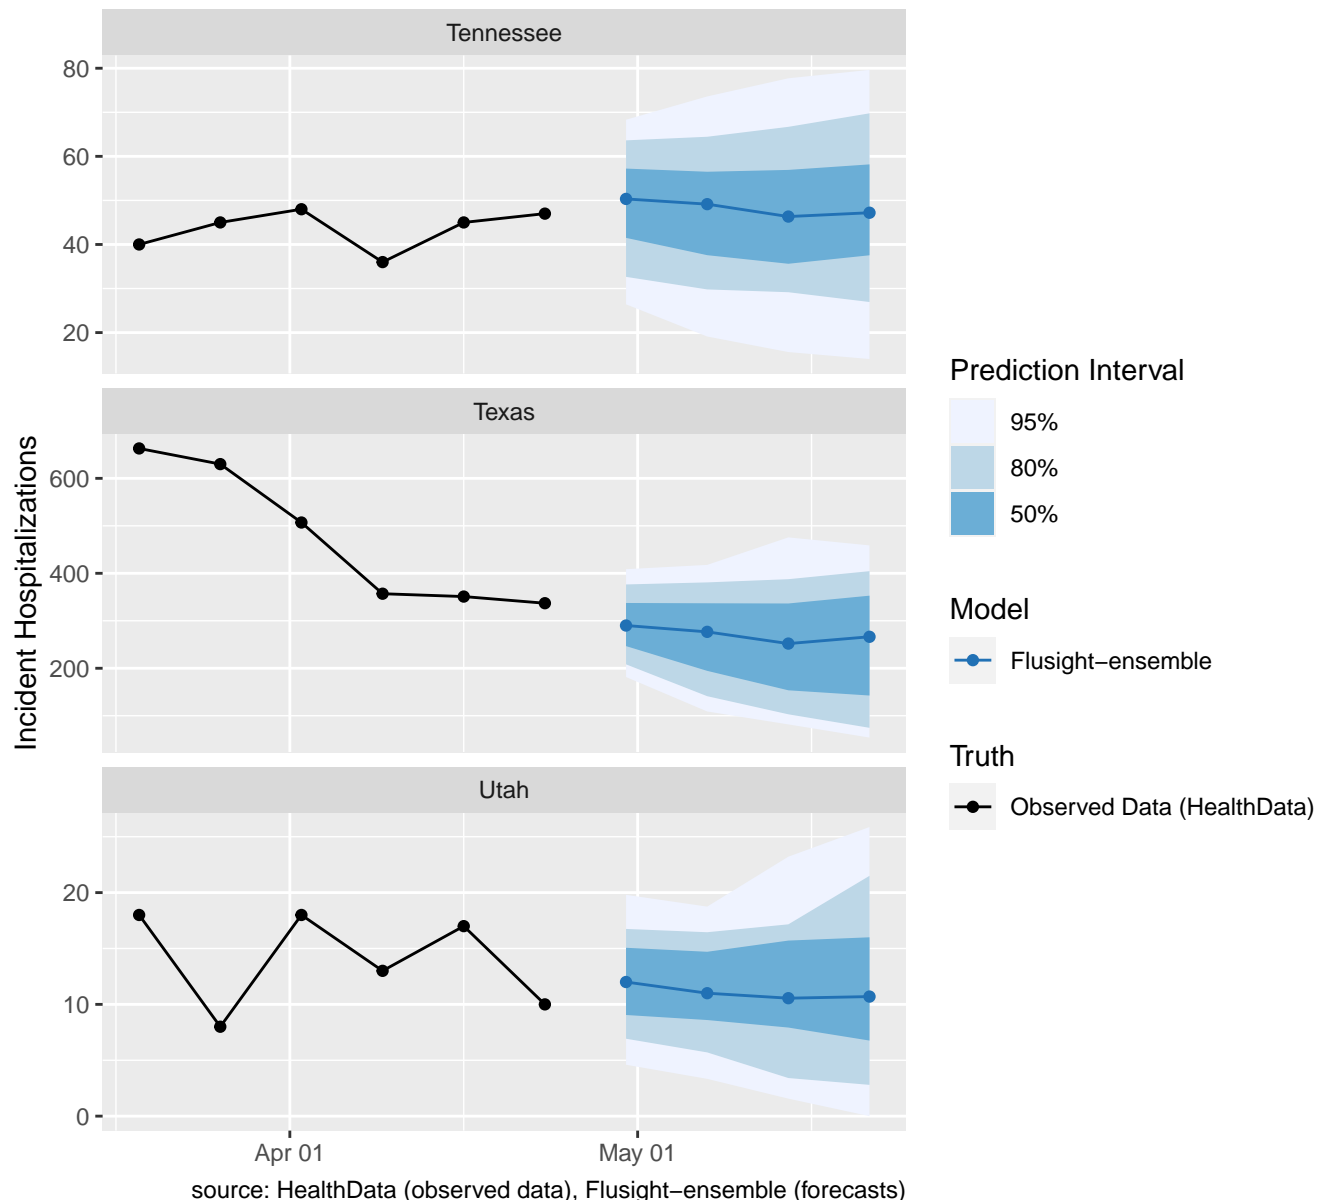 Tennessee
80
60
40
20
Texas
600
400
200
Utah
20
10
0
Apr 01
May 01
Incident Hospitalizations
source: HealthData (observed data), Flusight−ensemble (forecasts)
Prediction Interval
95%
80%
50%
Model
Flusight−ensemble
Truth
Observed Data (HealthData)